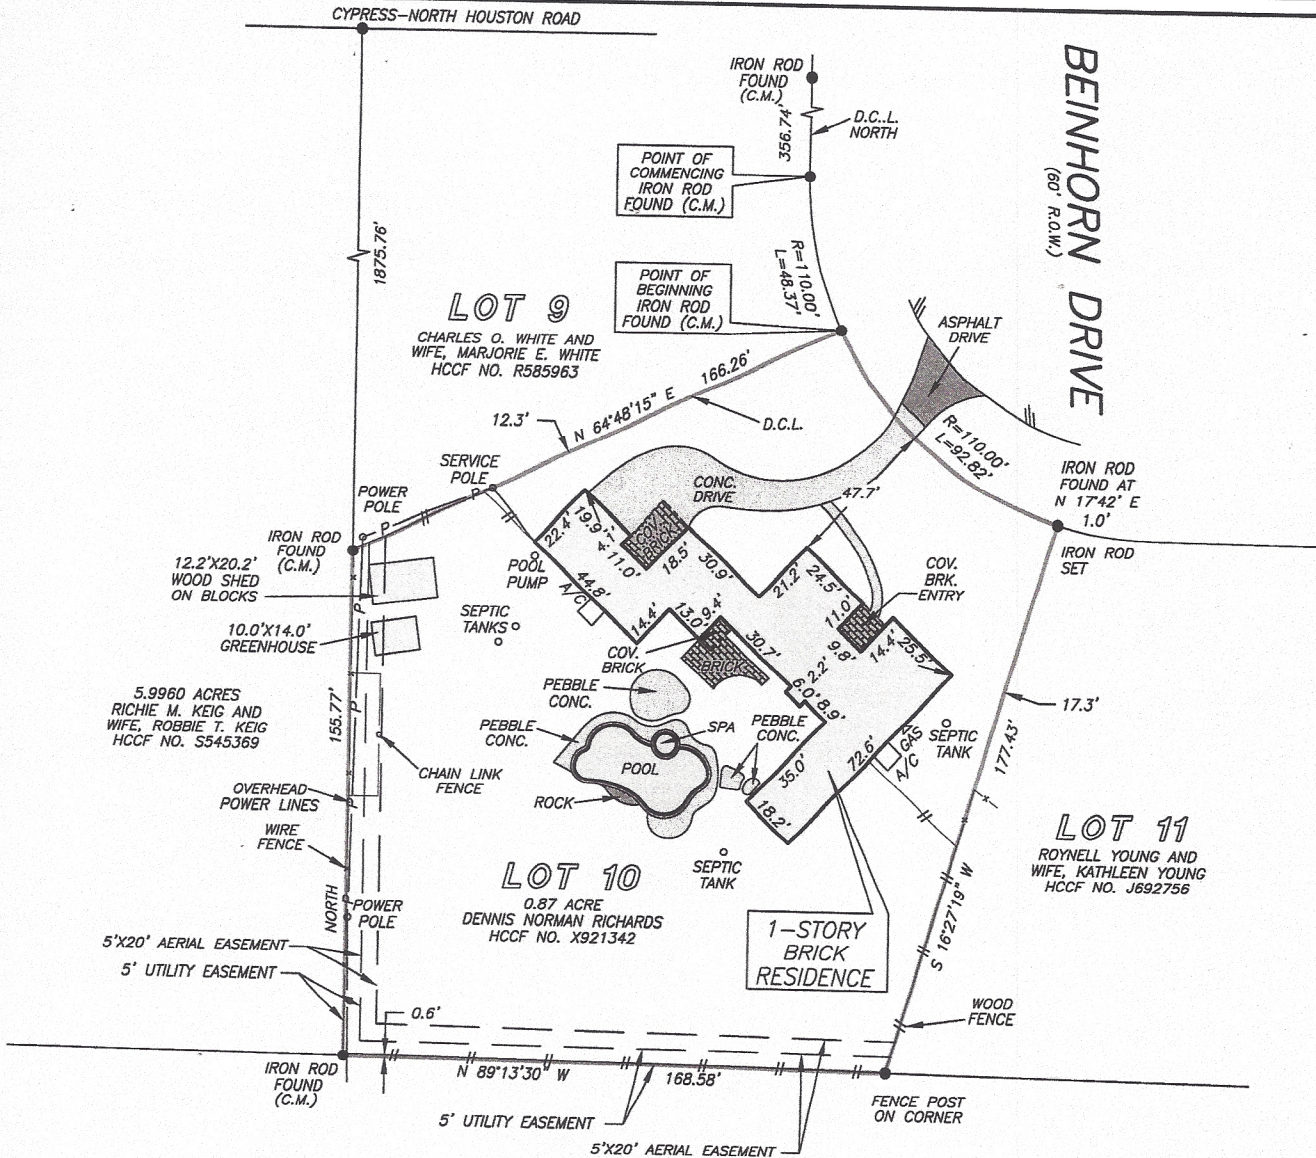 CYPRESS-NORTH HOUSTON ROAD
IRON ROD
FOUND
(C.M.)
356.74'
D.C..L.
NORTH
BEINHORN DRIVE
(60' R.O.W.)
POINT OF
COMMENCING
IRON ROD
FOUND (C.M.)
1875.76'
R=110.00'
L=48.37'
POINT OF
BEGINNING
IRON ROD
FOUND (C.M.)
LOT 9
CHARLES O. WHITE AND
WIFE, MARJORIE E. WHITE
HCCF NO. R585963
ASPHALT
DRIVE
N 64°48'15" E 166.26'
12.3'
D.C.L.
R=110.00'
L=92.82'
SERVICE
POLE
P
POWER
POLE
P
CONC.
DRIVE
47.7'
IRON ROD
FOUND AT
N 17°42' E
1.0'
IRON ROD
SET
IRON ROD
FOUND
(C.M.)
12.2'X20.2'
WOOD SHED
ON BLOCKS
P
10.0'X14.0'
GREENHOUSE
22.4'
19.9'
4.1'
11.0'
COV.
BRICK
18.5'
30.9'
21.2'
24.5'
11.0'
COV.
BRK.
ENTRY
POOL
PUMP
44.8'
A/C
14.4'
13.0'
9.4'
30.7'
9.8'
14.4'
25.5'
2.2'
6.0'
8.9'
SEPTIC
TANKS
COV.
BRICK
BRICK
PEBBLE
CONC.
PEBBLE
CONC.
SPA
PEBBLE
CONC.
POOL
ROCK
35.0'
18.2'
72.6'
GAS
A/C
SEPTIC
TANK
17.3'
177.43'
5.9960 ACRES
RICHIE M. KEIG AND
WIFE, ROBBIE T. KEIG
HCCF NO. S545369
155.77'
P
P
CHAIN LINK
FENCE
OVERHEAD
POWER LINES
WIRE
FENCE
LOT 11
ROYNELL YOUNG AND
WIFE, KATHLEEN YOUNG
HCCF NO. J692756
SEPTIC
TANK
LOT 10
0.87 ACRE
DENNIS NORMAN RICHARDS
HCCF NO. X921342
1-STORY
BRICK
RESIDENCE
S 16°27'19" W
NORTH
POWER
POLE
5'X20' AERIAL EASEMENT
5' UTILITY EASEMENT
0.6'
WOOD
FENCE
IRON ROD
FOUND
(C.M.)
N 89°13'30" W 168.58'
FENCE POST
ON CORNER
5' UTILITY EASEMENT
5'X20' AERIAL EASEMENT